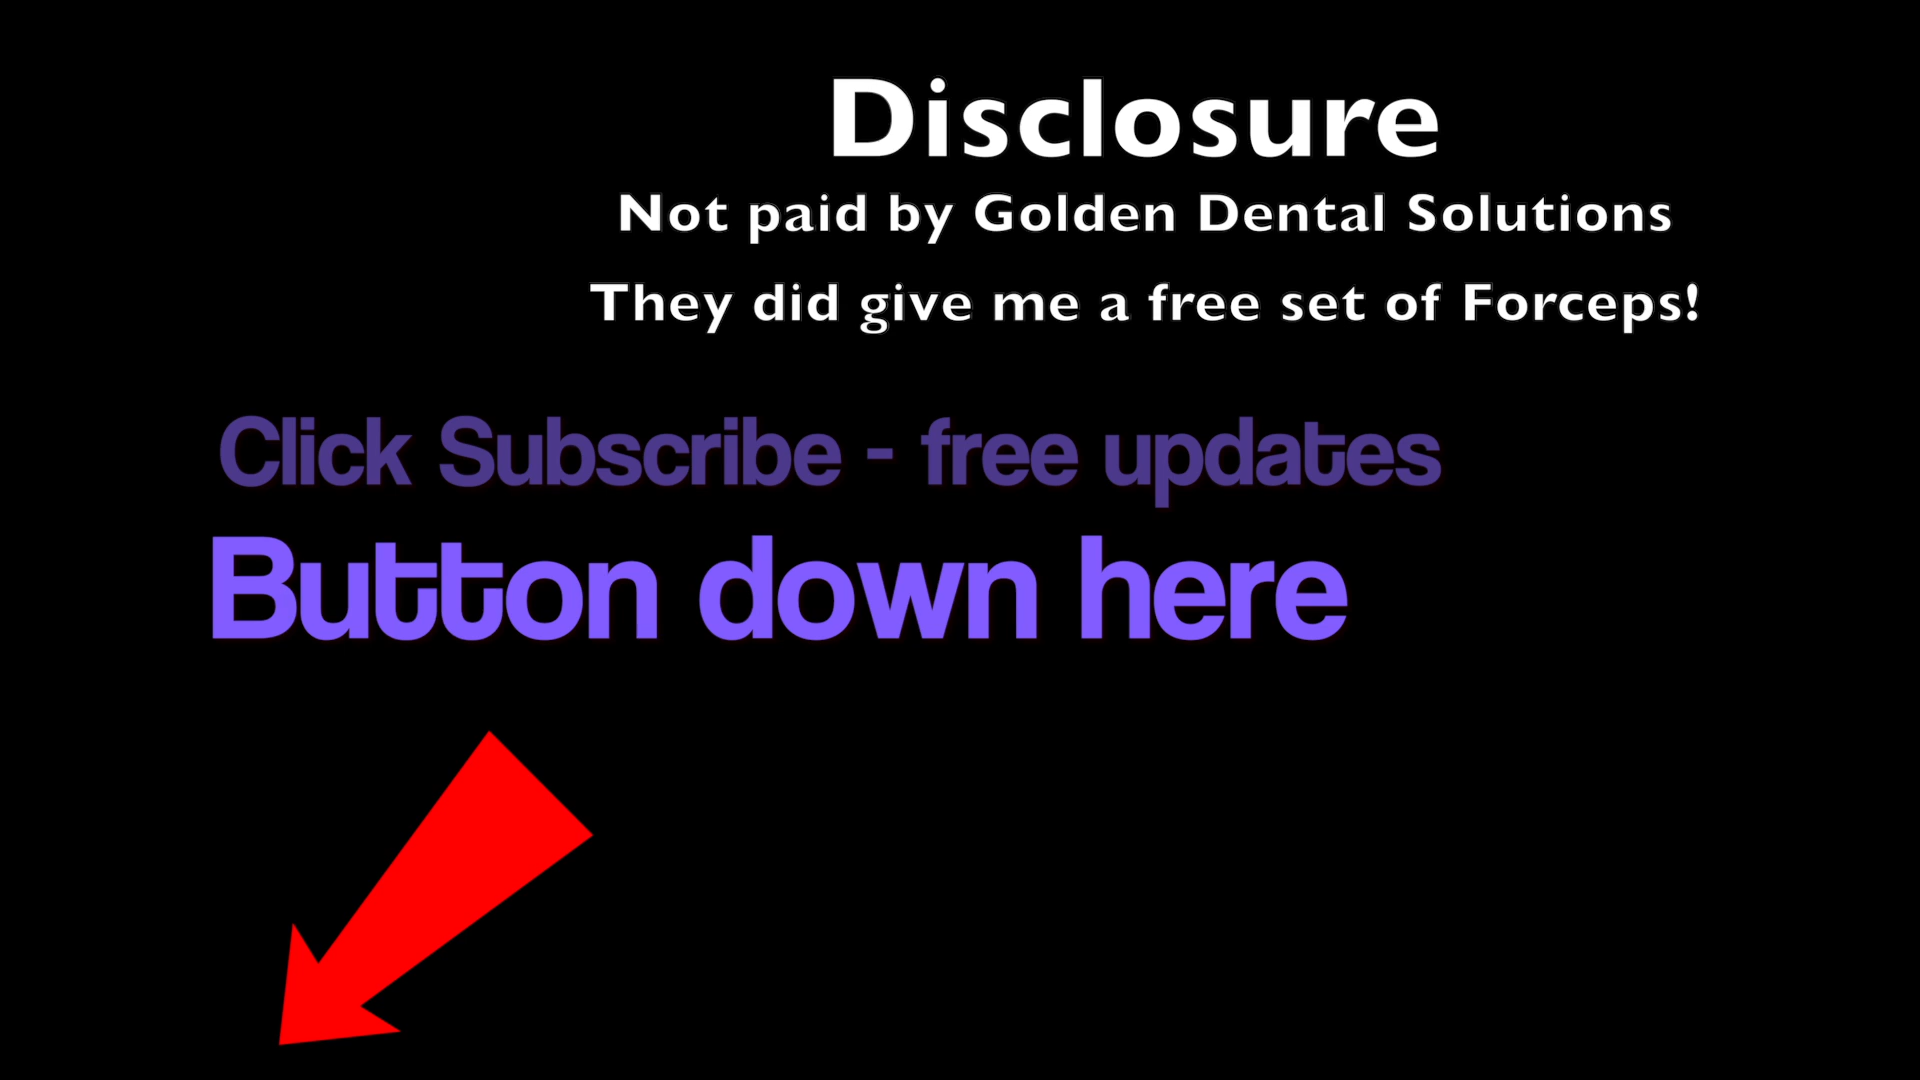 Disclosure
Not paid by Golden Dental Solutions
They did give me a free set of Forceps!
Click Subscribe - free updates
Button down here